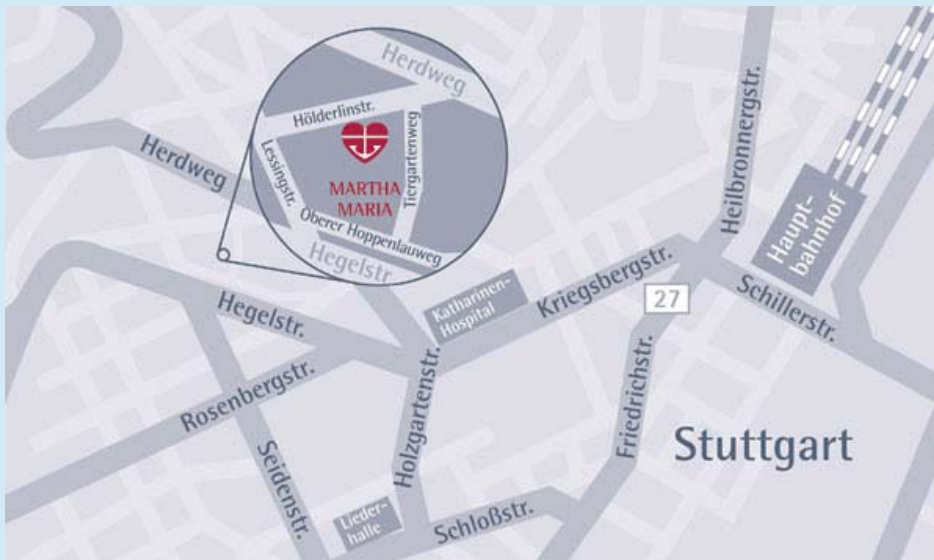 Herdweg
Hölderlinstr.
Lessingstr.
Tiergartenweg
MARTHA
MARIA
Oberer Hoppenlauweg
Hegelstr
Herdweg
Heilbronnergstr.
Haupt-
bahnhof
Katharinen-
Hospital
Kriegsbergstr.
27
Schillerstr.
Hegelstr.
Rosenbergstr.
Holzgartenstr.
Friedrichstr.
Stuttgart
Seidenstr.
Lieder-
halle
Schloßstr.